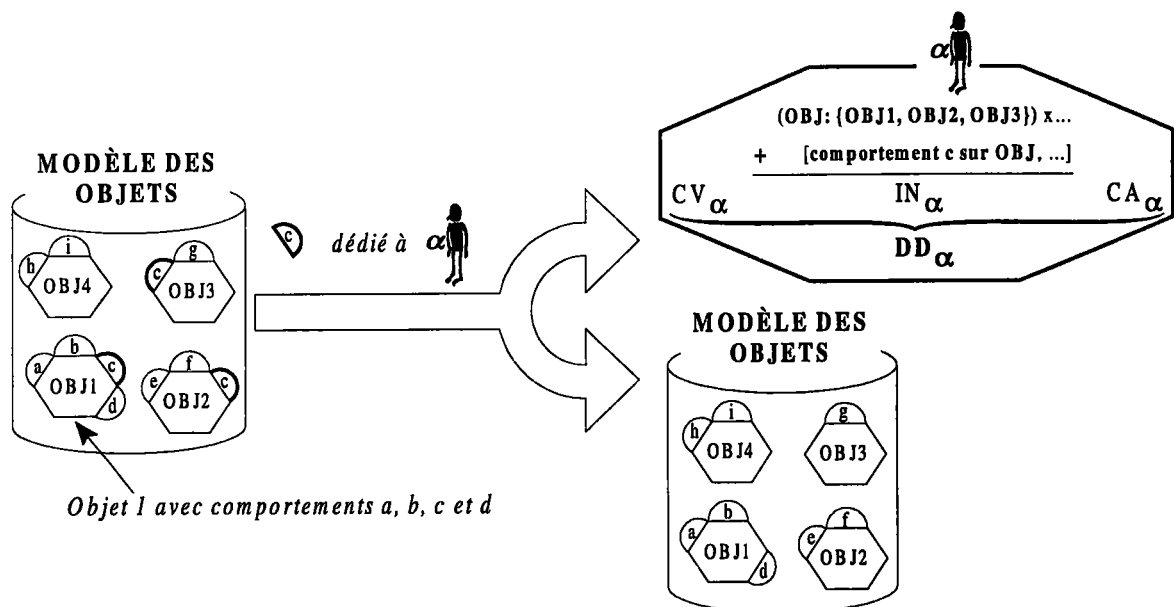 α
(OBJ: {OBJ1, OBJ2, OBJ3}) x...
+ [comportement c sur OBJ, ...]
CVα INα CAα
DDα
MODÈLE DES
OBJETS
i
h
OBJ4
g
c
OBJ3
b
a
c
OBJ1
d
f
e
c
OBJ2
c dédié à α
Objet 1 avec comportements a, b, c et d
MODÈLE DES
OBJETS
i
h
OBJ4
g
OBJ3
b
a
OBJ1
d
f
e
OBJ2